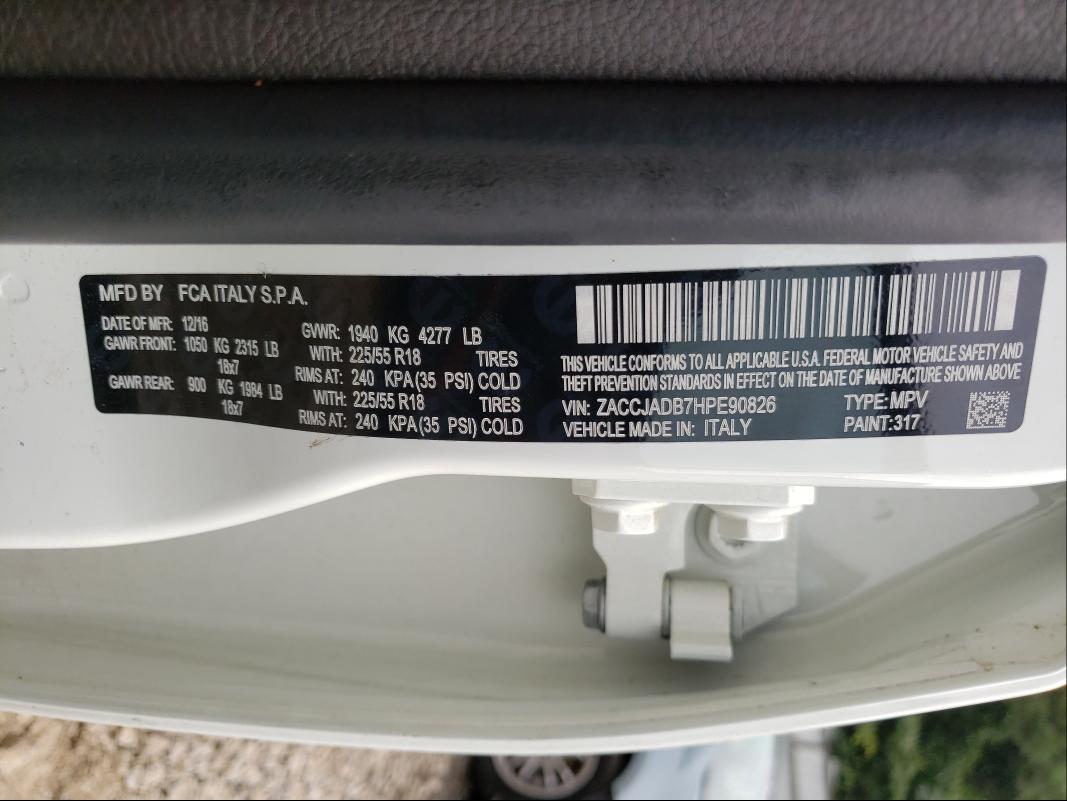 MFD BY FCA ITALY S.P.A.
DATE OF MFR: 12/16 GVWR: 1940 KG 4277 LB
GAWR FRONT: 1050 KG 2315 LB WITH: 225/55 R18 TIRES
18x7 RIMS AT: 240 KPA (35 PSI) COLD
GAWR REAR: 900 KG 1984 LB WITH: 225/55 R18 TIRES
18x7 RIMS AT: 240 KPA (35 PSI) COLD
THIS VEHICLE CONFORMS TO ALL APPLICABLE U.S.A. FEDERAL MOTOR VEHICLE SAFETY AND
THEFT PREVENTION STANDARDS IN EFFECT ON THE DATE OF MANUFACTURE SHOWN ABOVE
VIN: ZACCJADB7HPE90826 TYPE:MPV
VEHICLE MADE IN: ITALY PAINT:317